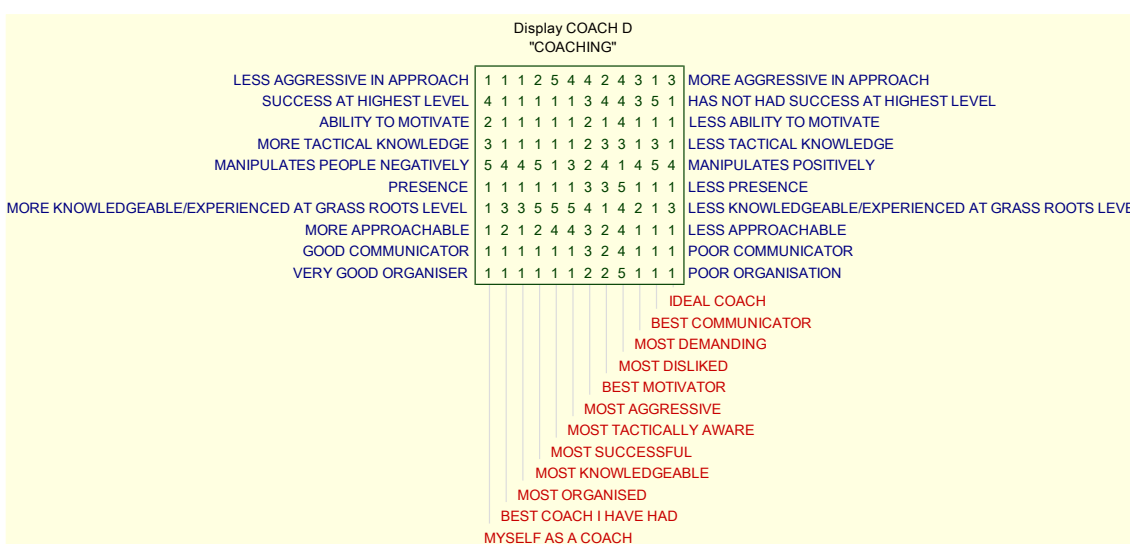 Display COACH D
"COACHING"
LESS AGGRESSIVE IN APPROACH 1 1 1 2 5 4 4 2 4 3 1 3 MORE AGGRESSIVE IN APPROACH
SUCCESS AT HIGHEST LEVEL 4 1 1 1 1 1 3 4 4 3 5 1 HAS NOT HAD SUCCESS AT HIGHEST LEVEL
ABILITY TO MOTIVATE 2 1 1 1 1 1 2 1 4 1 1 1 LESS ABILITY TO MOTIVATE
MORE TACTICAL KNOWLEDGE 3 1 1 1 1 1 2 3 3 1 3 1 LESS TACTICAL KNOWLEDGE
MANIPULATES PEOPLE NEGATIVELY 5 4 4 5 1 3 2 4 1 4 5 4 MANIPULATES POSITIVELY
PRESENCE 1 1 1 1 1 1 3 3 5 1 1 1 LESS PRESENCE
MORE KNOWLEDGEABLE/EXPERIENCED AT GRASS ROOTS LEVEL 1 3 3 5 5 5 4 1 4 2 1 3 LESS KNOWLEDGEABLE/EXPERIENCED AT GRASS ROOTS LEVE
MORE APPROACHABLE 1 2 1 2 4 4 3 2 4 1 1 1 LESS APPROACHABLE
GOOD COMMUNICATOR 1 1 1 1 1 1 3 2 4 1 1 1 POOR COMMUNICATOR
VERY GOOD ORGANISER 1 1 1 1 1 1 2 2 5 1 1 1 POOR ORGANISATION
IDEAL COACH
BEST COMMUNICATOR
MOST DEMANDING
MOST DISLIKED
BEST MOTIVATOR
MOST AGGRESSIVE
MOST TACTICALLY AWARE
MOST SUCCESSFUL
MOST KNOWLEDGEABLE
MOST ORGANISED
BEST COACH I HAVE HAD
MYSELF AS A COACH